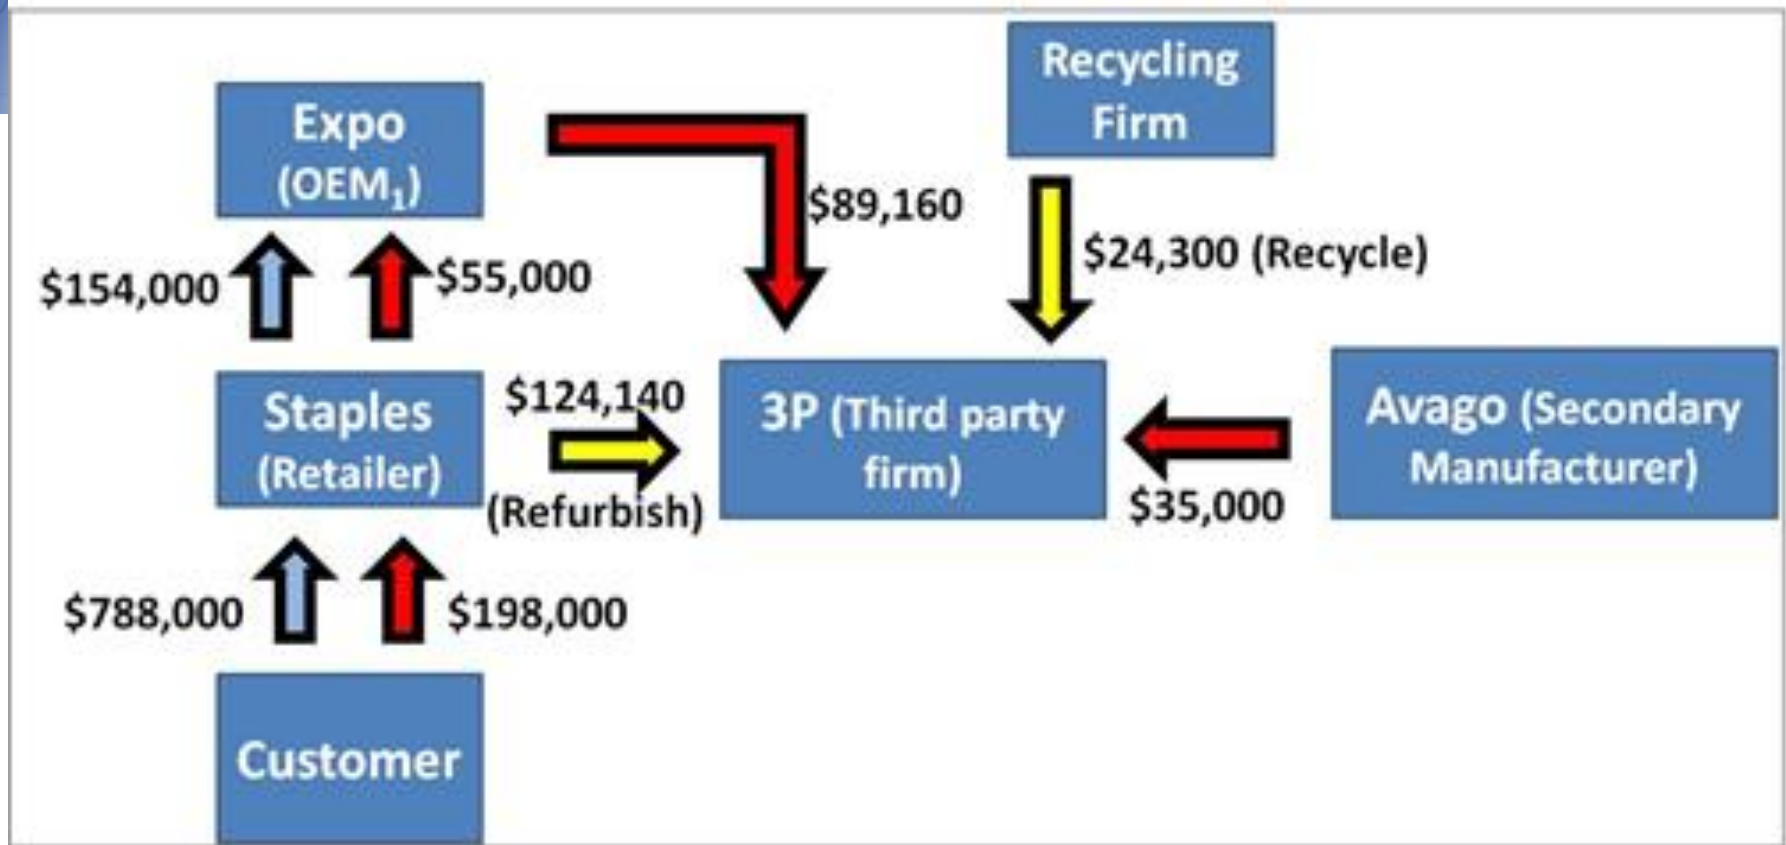 Recycling
Firm
Expo
(OEM₁)
$89,160
$24,300 (Recycle)
$154,000
$55,000
$124,140
Staples
(Retailer)
(Refurbish)
3P (Third party
firm)
Avago (Secondary
Manufacturer)
$35,000
$788,000
$198,000
Customer